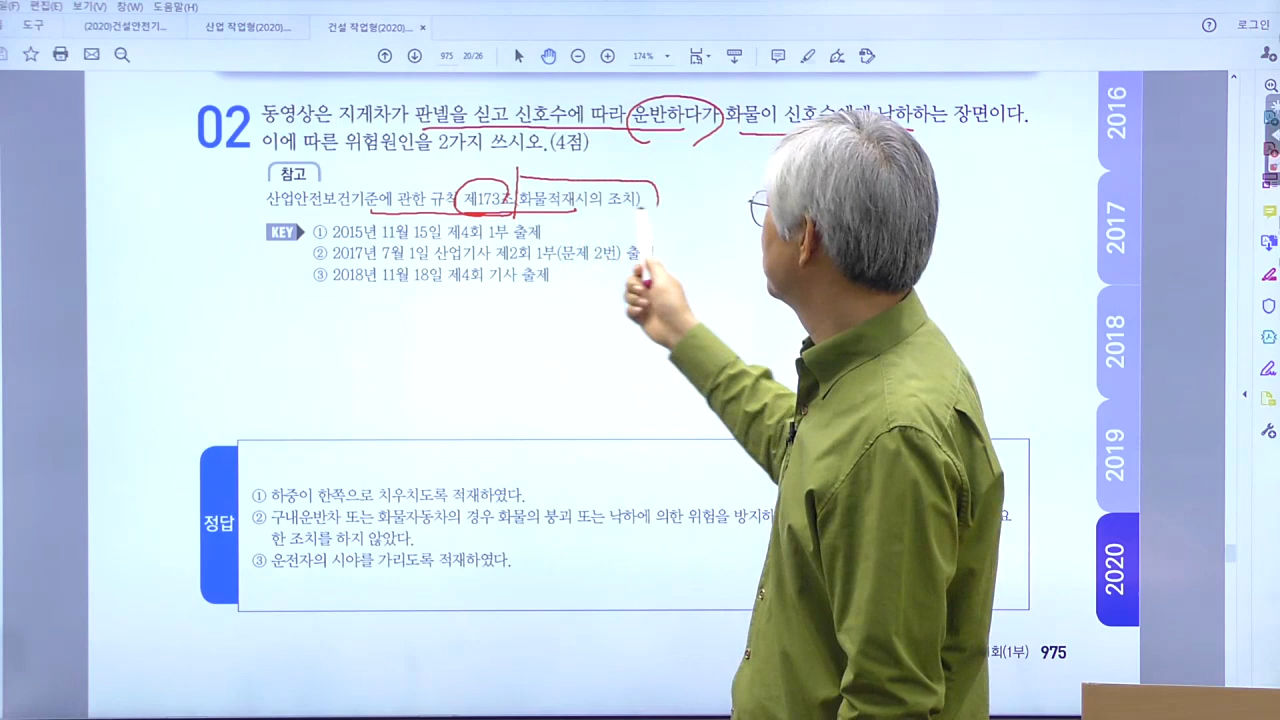 편집(E) 보기(V) 창(W) 도움말(H)
도구 (2020)건설안전기... 산업 작업형(2020)... 건설 작업형(2020)... × 로그인
975 20/26 174%
02 동영상은 지게차가 판넬을 싣고 신호수에 따라 운반하다가 화물이 신호수에게 낙하하는 장면이다.
이에 따른 위험원인을 2가지 쓰시오.(4점)
참고
산업안전보건기준에 관한 규칙 제173조(화물적재시의 조치)
KEY ① 2015년 11월 15일 제4회 1부 출제
② 2017년 7월 1일 산업기사 제2회 1부(문제 2번) 출
③ 2018년 11월 18일 제4회 기사 출제
정답
① 하중이 한쪽으로 치우치도록 적재하였다.
② 구내운반차 또는 화물자동차의 경우 화물의 붕괴 또는 낙하에 의한 위험을 방지하
한 조치를 하지 않았다.
③ 운전자의 시야를 가리도록 적재하였다.
2016
2017
2018
2019
2020
회(1부) 975